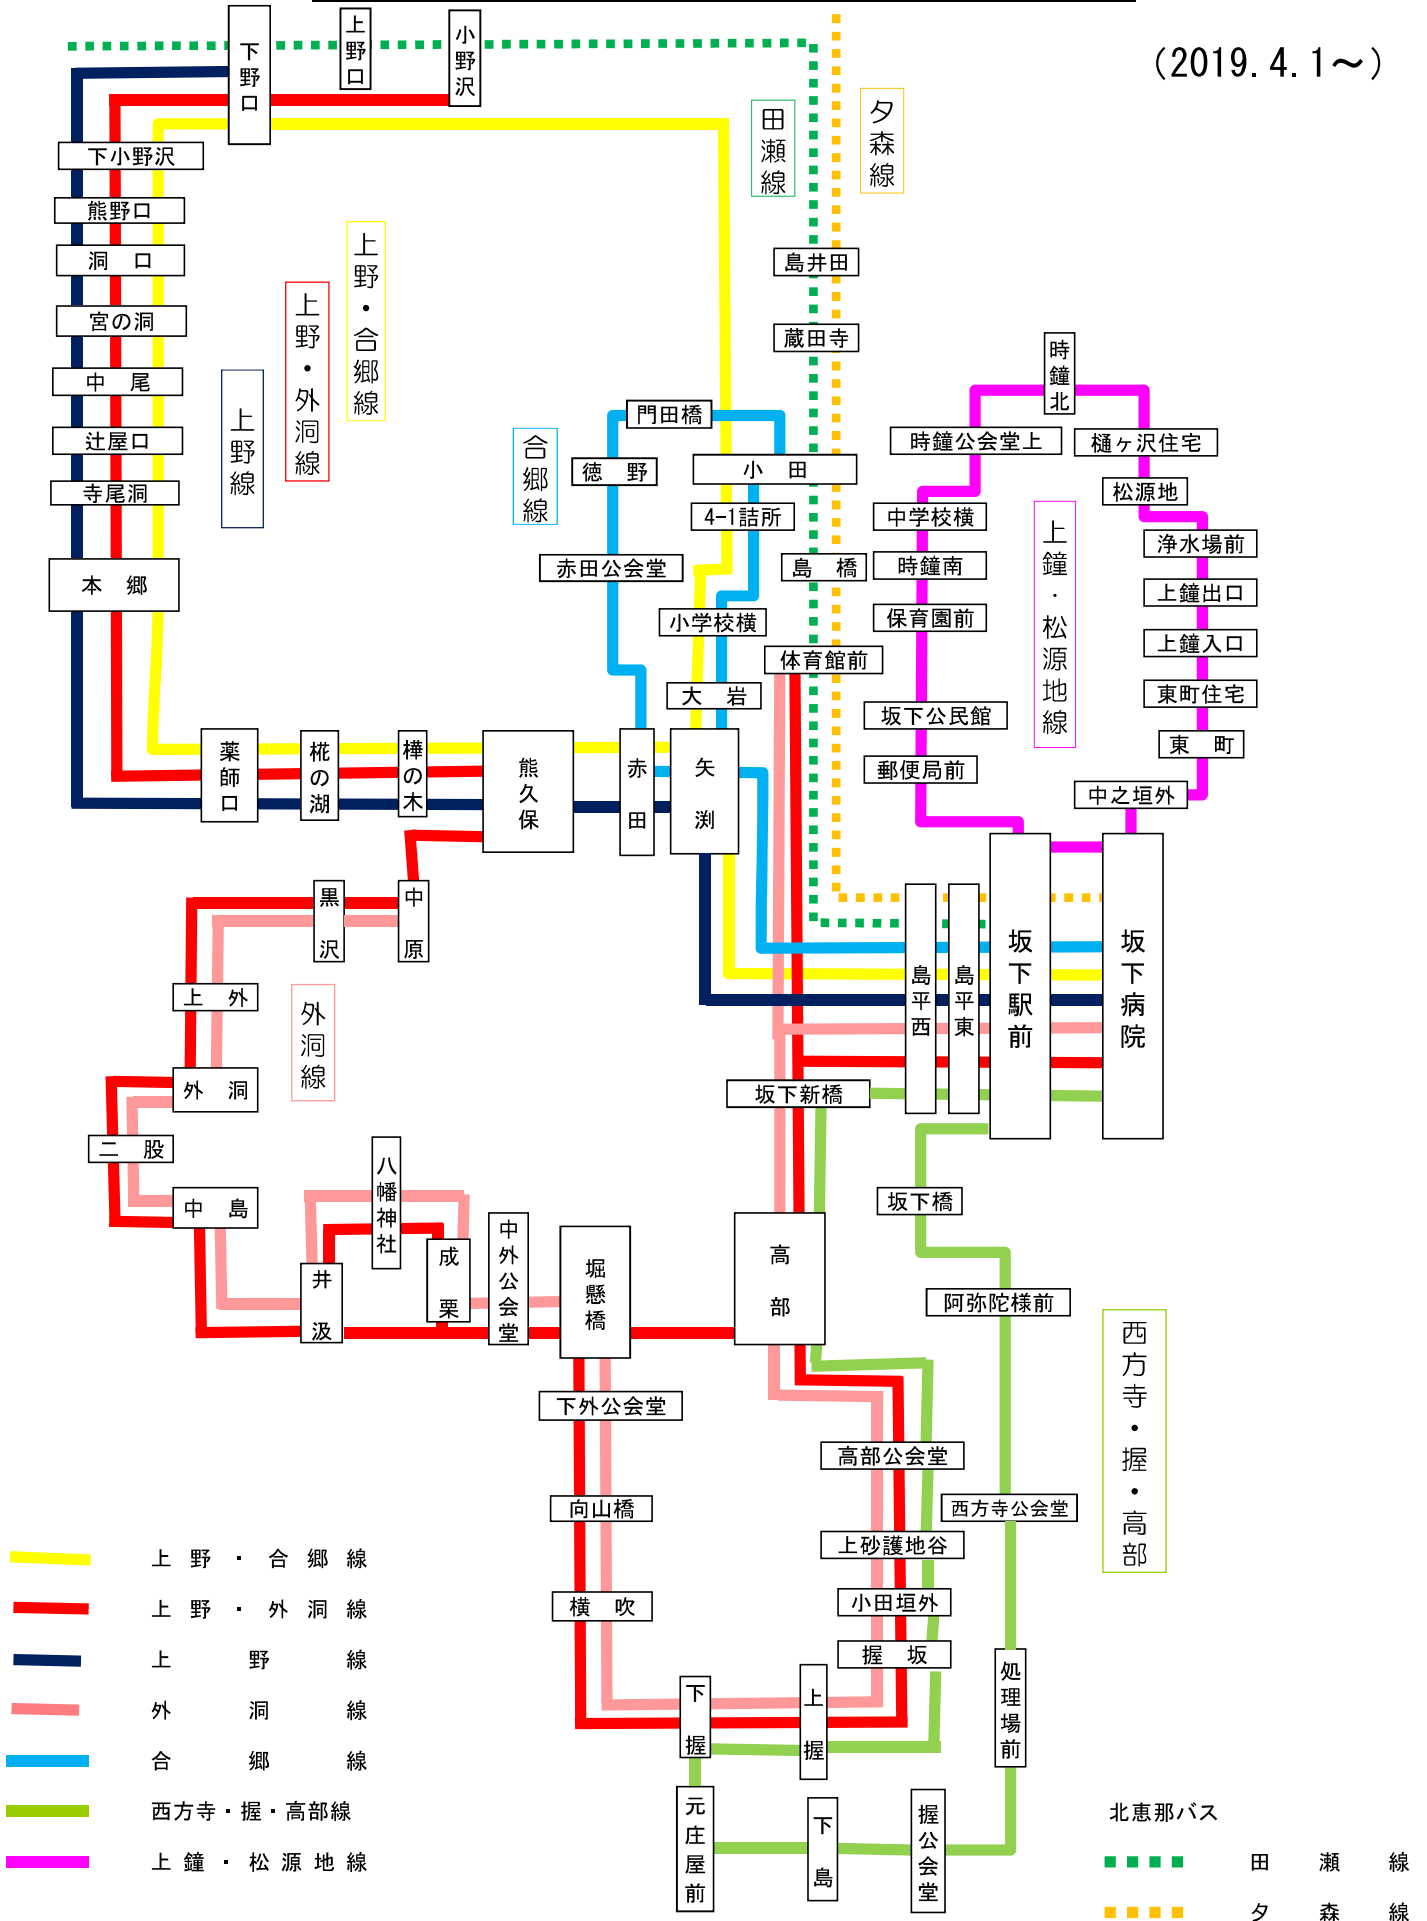 (2019.4.1～)
下野口
上野口
小野沢
田瀬線
夕森線
下小野沢
熊野口
洞口
宮の洞
中尾
辻屋口
寺尾洞
本郷
上野線
上野・外洞線
上野・合郷線
合郷線
門田橋
徳野
小田
4-1詰所
赤田公会堂
小学校横
大岩
島井田
蔵田寺
島橋
体育館前
時鐘北
時鐘公会堂上
樋ヶ沢住宅
松源地
中学校横
時鐘南
保育園前
坂下公民館
郵便局前
上鐘・松源地線
浄水場前
上鐘出口
上鐘入口
東町住宅
東町
中之垣外
薬師口
椛の湖
樺の木
熊久保
赤田
矢渕
黒沢
中原
上外
外洞線
外洞
二股
中島
井汲
八幡神社
成栗
中外公会堂
堀懸橋
高部
坂下新橋
島平西
島平東
坂下駅前
坂下病院
坂下橋
阿弥陀様前
西方寺・握・高部
下外公会堂
向山橋
横吹
高部公会堂
上砂護地谷
小田垣外
握坂
西方寺公会堂
処理場前
下握
上握
元庄屋前
下島
握公会堂
上野・合郷線
上野・外洞線
上野線
外洞線
合郷線
西方寺・握・高部線
上鐘・松源地線
北恵那バス
田瀬線
夕森線